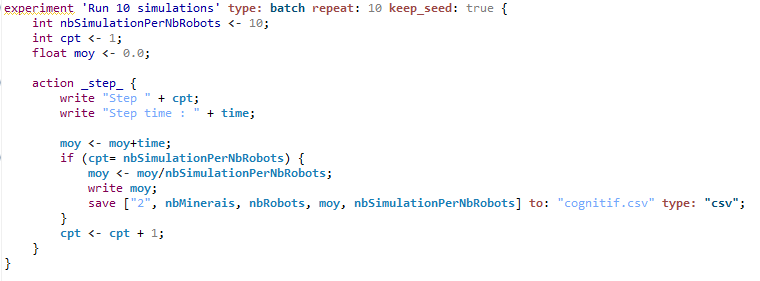 experiment 'Run 10 simulations' type: batch repeat: 10 keep_seed: true {
int nbSimulationPerNbRobots <- 10;
int cpt <- 1;
float moy <- 0.0;
action _step_ {
write "Step " + cpt;
write "Step time : " + time;
moy <- moy+time;
if (cpt= nbSimulationPerNbRobots) {
moy <- moy/nbSimulationPerNbRobots;
write moy;
save ["2", nbMinerais, nbRobots, moy, nbSimulationPerNbRobots] to: "cognitif.csv" type: "csv";
}
cpt <- cpt + 1;
}
}